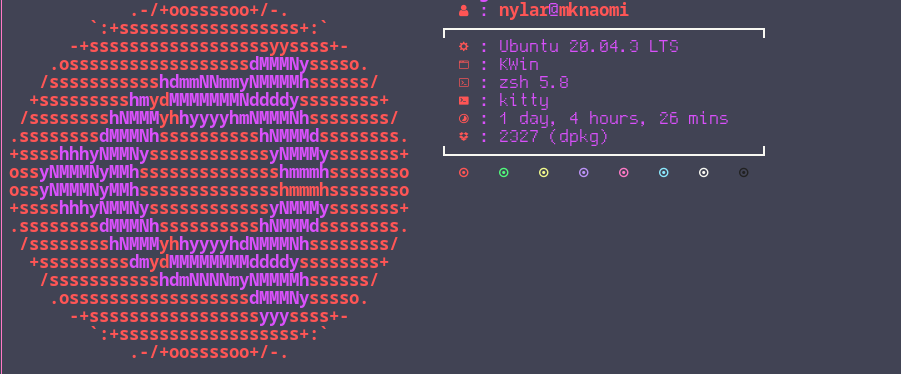 .-/+oossssoo+/-.
`:+ssssssssssssssssss+:`
-+ssssssssssssssssssyyssss+-
.ossssssssssssssssssdMMMNysssso.
/ssssssssssshdmmNNmmyNMMMMhssssss/
+ssssssssshmydMMMMMMMNddddyssssssss+
/sssssssshNMMMyhhyyyyhmNMMMNhssssssss/
.ssssssssdMMMNhsssssssssshNMMMdssssssss.
+sssshhhyNMMNyssssssssssssyNMMMysssssss+
ossyNMMMNyMMhsssssssssssssshmmmhssssssso
ossyNMMMNyMMhsssssssssssssshmmmhssssssso
+sssshhhyNMMNyssssssssssssyNMMMysssssss+
.ssssssssdMMMNhsssssssssshNMMMdssssssss.
/sssssssshNMMMyhhyyyyhdNMMMNhssssssss/
+sssssssssdmydMMMMMMMMddddyssssssss+
/ssssssssssshdmNNNNmyNMMMMhssssss/
.ossssssssssssssssssdMMMNysssso.
-+sssssssssssssssssyyyssss+-
`:+ssssssssssssssssss+:`
.-/+oossssoo+/-.
: nylar@mknaomi
: Ubuntu 20.04.3 LTS
: KWin
: zsh 5.8
: kitty
: 1 day, 4 hours, 26 mins
: 2327 (dpkg)